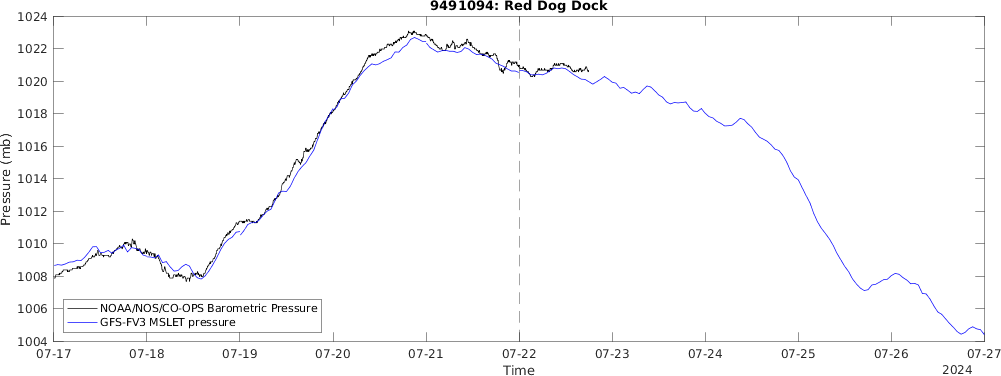 9491094: Red Dog Dock
Pressure (mb)
1024
1022
1020
1018
1016
1014
1012
1010
1008
1006
1004
NOAA/NOS/CO-OPS Barometric Pressure
GFS-FV3 MSLET pressure
07-17 07-18 07-19 07-20 07-21 07-22 07-23 07-24 07-25 07-26 07-27
Time
2024